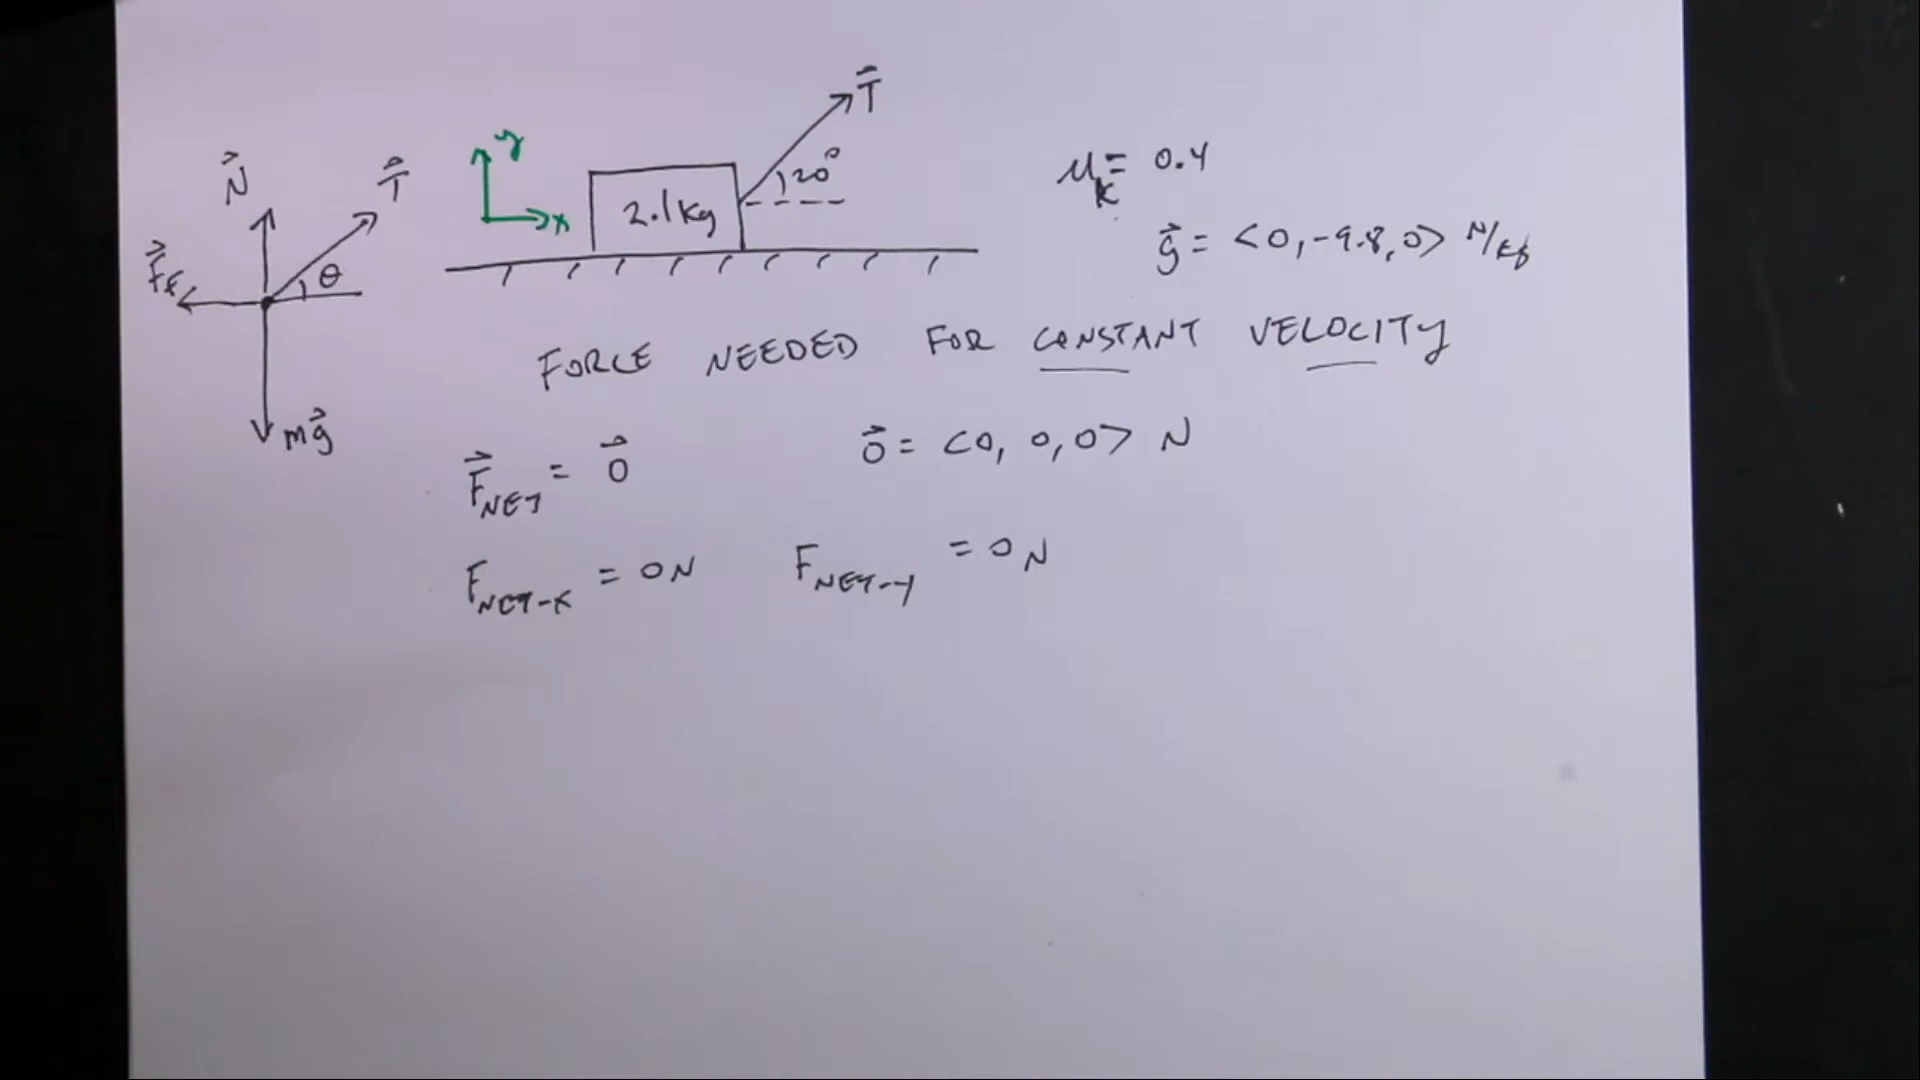 T⃗
y
N⃗ T⃗ 20° μₖ = 0.4
2.1kg x
F⃗f θ g⃗ = <0, -9.8, 0> N/kg
FORCE NEEDED FOR CONSTANT VELOCITY
mg⃗
F⃗NET = 0⃗ 0⃗ = <0, 0, 0> N
FNET-x = 0N FNET-y = 0N